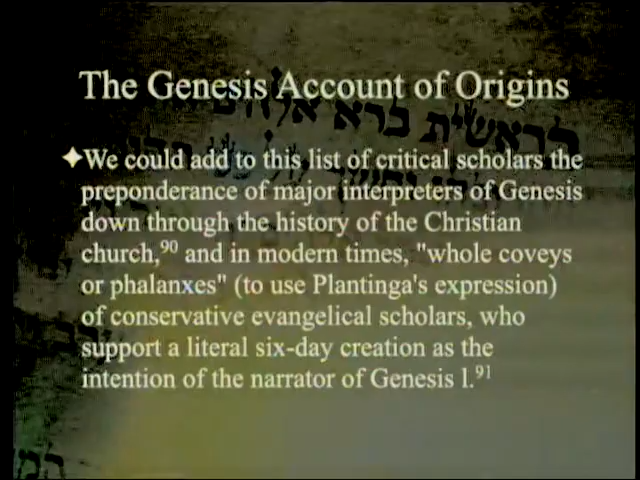 The Genesis Account of Origins
בראשית ברא אלהים
✦We could add to this list of critical scholars the
preponderance of major interpreters of Genesis
down through the history of the Christian
church,90 and in modern times, "whole coveys
or phalanxes" (to use Plantinga's expression)
of conservative evangelical scholars, who
support a literal six-day creation as the
intention of the narrator of Genesis l.91